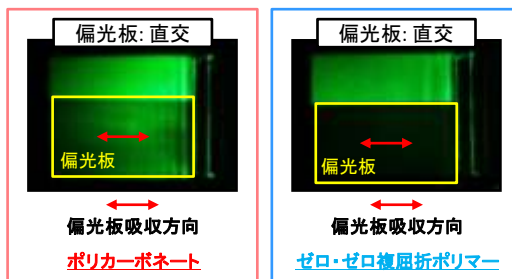 偏光板: 直交
偏光板
偏光板吸収方向
ポリカーボネート
偏光板: 直交
偏光板
偏光板吸収方向
ゼロ・ゼロ複屈折ポリマー